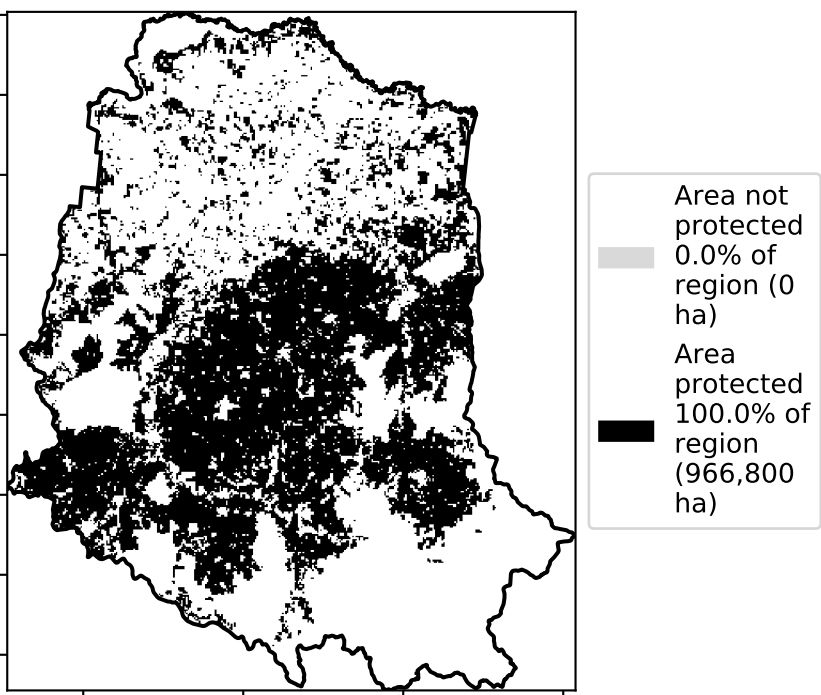 Area not
protected
0.0% of
region (0
ha)
Area
protected
100.0% of
region
(966,800
ha)